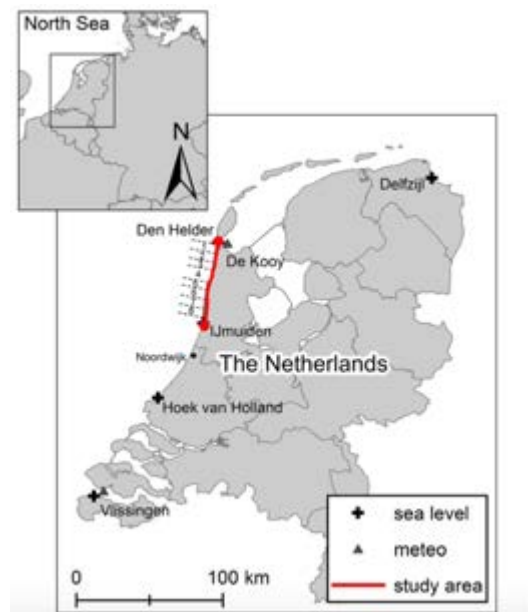 North Sea
N
Delfzijl
Den Helder
De Kooy
IJmuiden
Noordwijk
The Netherlands
Hoek van Holland
Vlissingen
sea level
meteo
study area
0
100 km